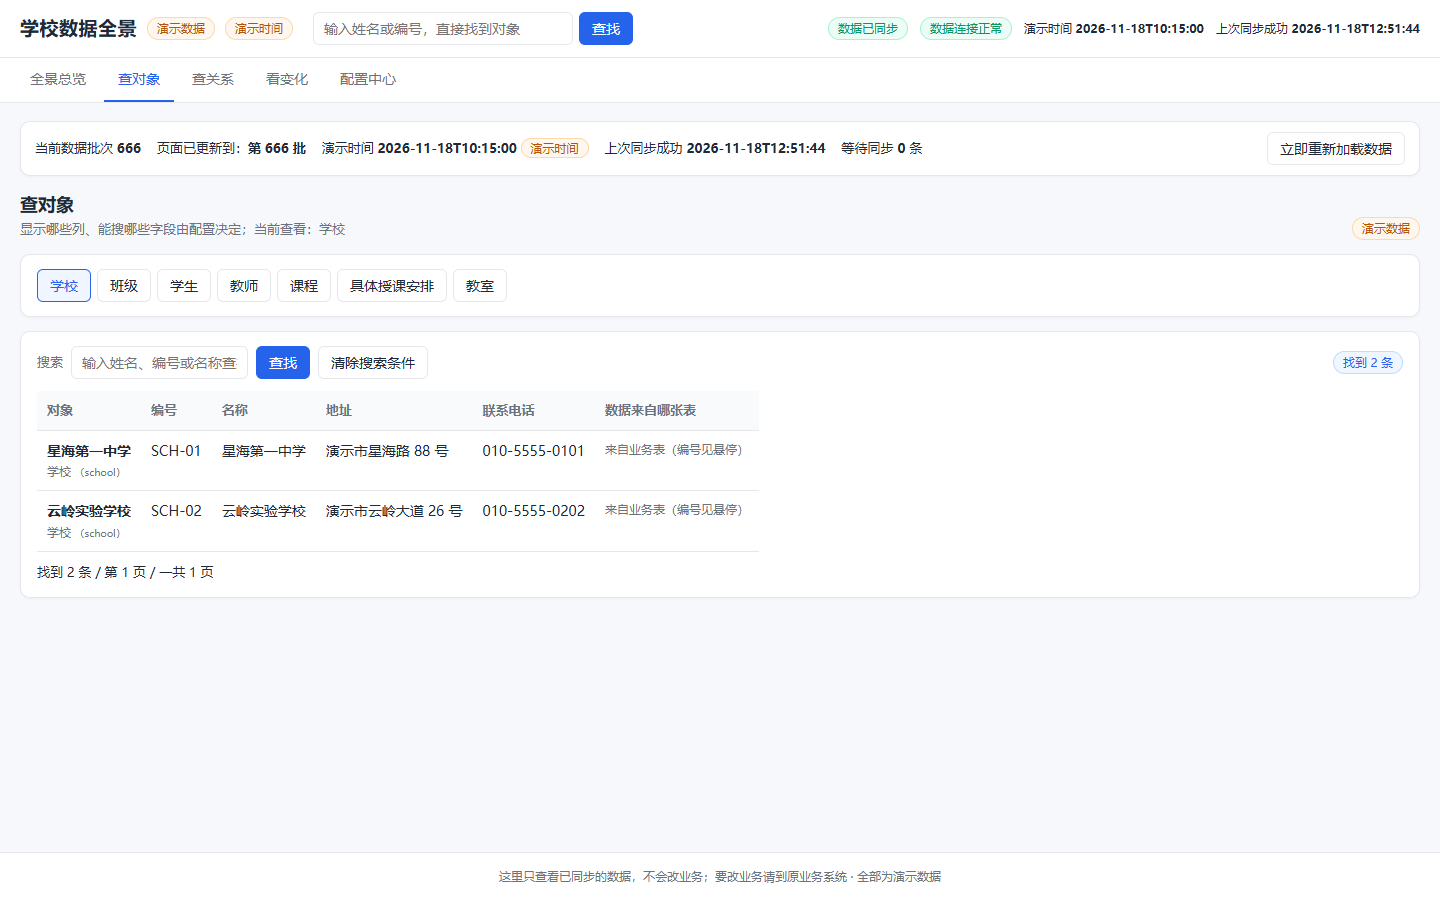 学校数据全景 演示数据 演示时间 输入姓名或编号，直接找到对象 查找 数据已同步 数据连接正常 演示时间 2026-11-18T10:15:00 上次同步成功 2026-11-18T12:51:44
全景总览 查对象 查关系 看变化 配置中心
当前数据批次 666 页面已更新到：第 666 批 演示时间 2026-11-18T10:15:00 演示时间 上次同步成功 2026-11-18T12:51:44 等待同步 0 条 立即重新加载数据
查对象
显示哪些列、能搜哪些字段由配置决定；当前查看：学校 演示数据
学校 班级 学生 教师 课程 具体授课安排 教室
搜索 输入姓名、编号或名称查 查找 清除搜索条件 找到 2 条
对象 编号 名称 地址 联系电话 数据来自哪张表
星海第一中学 SCH-01 星海第一中学 演示市星海路 88 号 010-5555-0101 来自业务表（编号见悬停）
学校 （school）
云岭实验学校 SCH-02 云岭实验学校 演示市云岭大道 26 号 010-5555-0202 来自业务表（编号见悬停）
学校 （school）
找到 2 条 / 第 1 页 / 一共 1 页
这里只查看已同步的数据，不会改业务；要改业务请到原业务系统 · 全部为演示数据